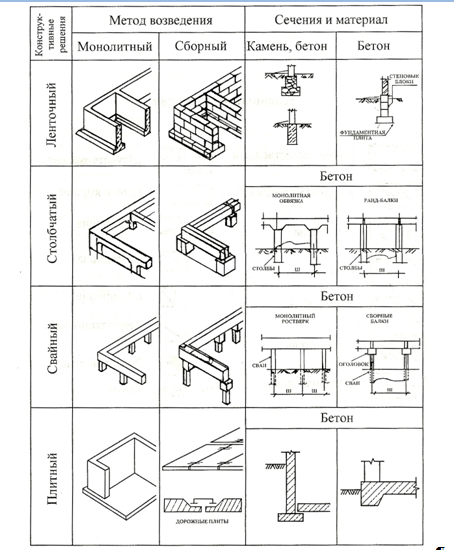 Конструк-
тивные
решения
Метод возведения
Сечения и материал
Монолитный
Сборный
Камень, бетон
Бетон
Ленточный
СТЕНОВЫЕ
БЛОКИ
ФУНДАМЕНТНАЯ
ПЛИТА
Столбчатый
Бетон
МОНОЛИТНАЯ
ОБВЯЗКА
РАНД-БАЛКИ
СТОЛБЫ
Ш
СТОЛБЫ
Ш
Свайный
Бетон
МОНОЛИТНЫЙ
РОСТВЕРК
СБОРНЫЕ
БАЛКИ
СВАИ
Ш
Ш
ОГОЛОВОК
СВАИ
Ш
Плитный
Бетон
ДОРОЖНЫЕ ПЛИТЫ